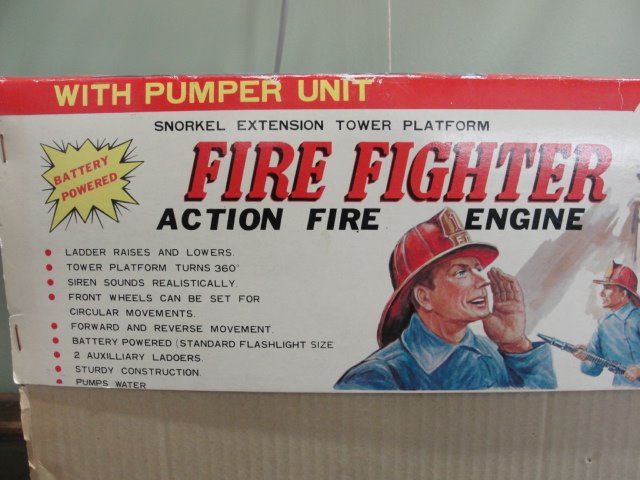 WITH PUMPER UNIT
SNORKEL EXTENSION TOWER PLATFORM
BATTERY
POWERED
FIRE FIGHTER
ACTION FIRE ENGINE
• LADDER RAISES AND LOWERS.
• TOWER PLATFORM TURNS 360°
• SIREN SOUNDS REALISTICALLY.
• FRONT WHEELS CAN BE SET FOR
CIRCULAR MOVEMENTS.
• FORWARD AND REVERSE MOVEMENT.
• BATTERY POWERED (STANDARD FLASHLIGHT SIZE
• 2 AUXILLIARY LADOERS.
• STURDY CONSTRUCTION.
• PUMPS WATER